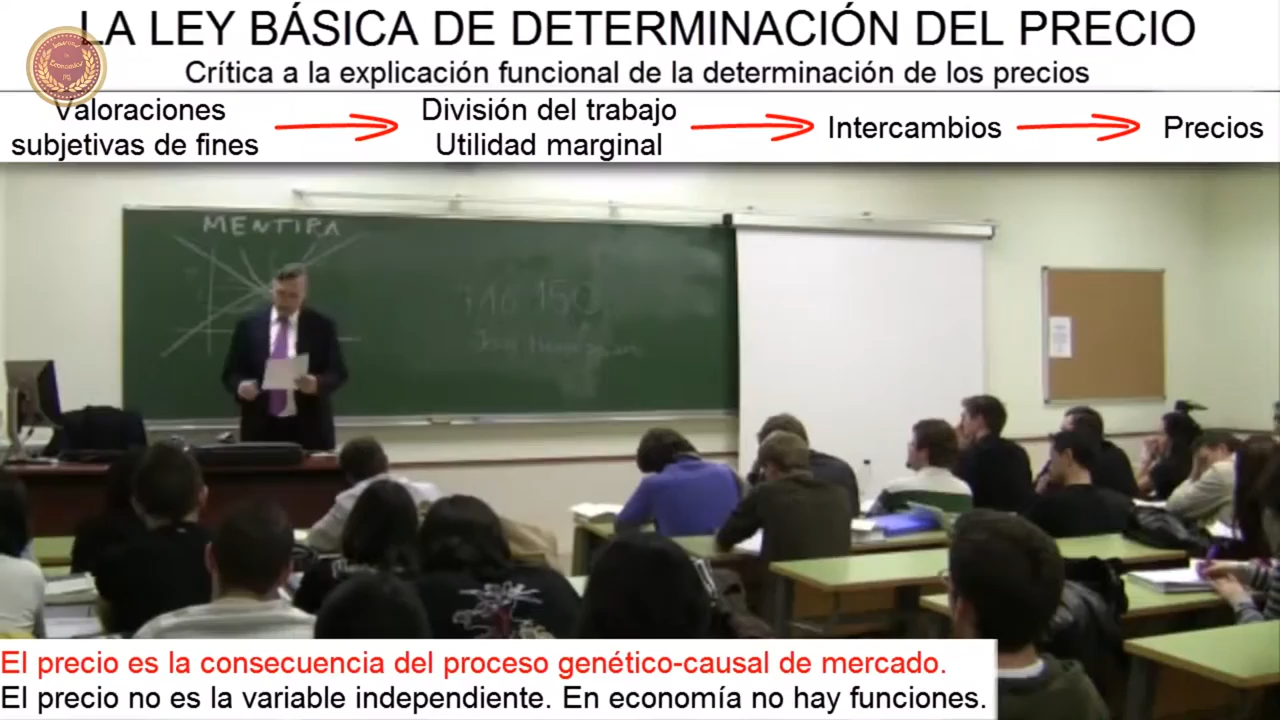 LA LEY BÁSICA DE DETERMINACIÓN DEL PRECIO
Crítica a la explicación funcional de la determinación de los precios
Valoraciones
subjetivas de fines
División del trabajo
Utilidad marginal
Intercambios
Precios
MENTIRA
El precio es la consecuencia del proceso genético-causal de mercado.
El precio no es la variable independiente. En economía no hay funciones.